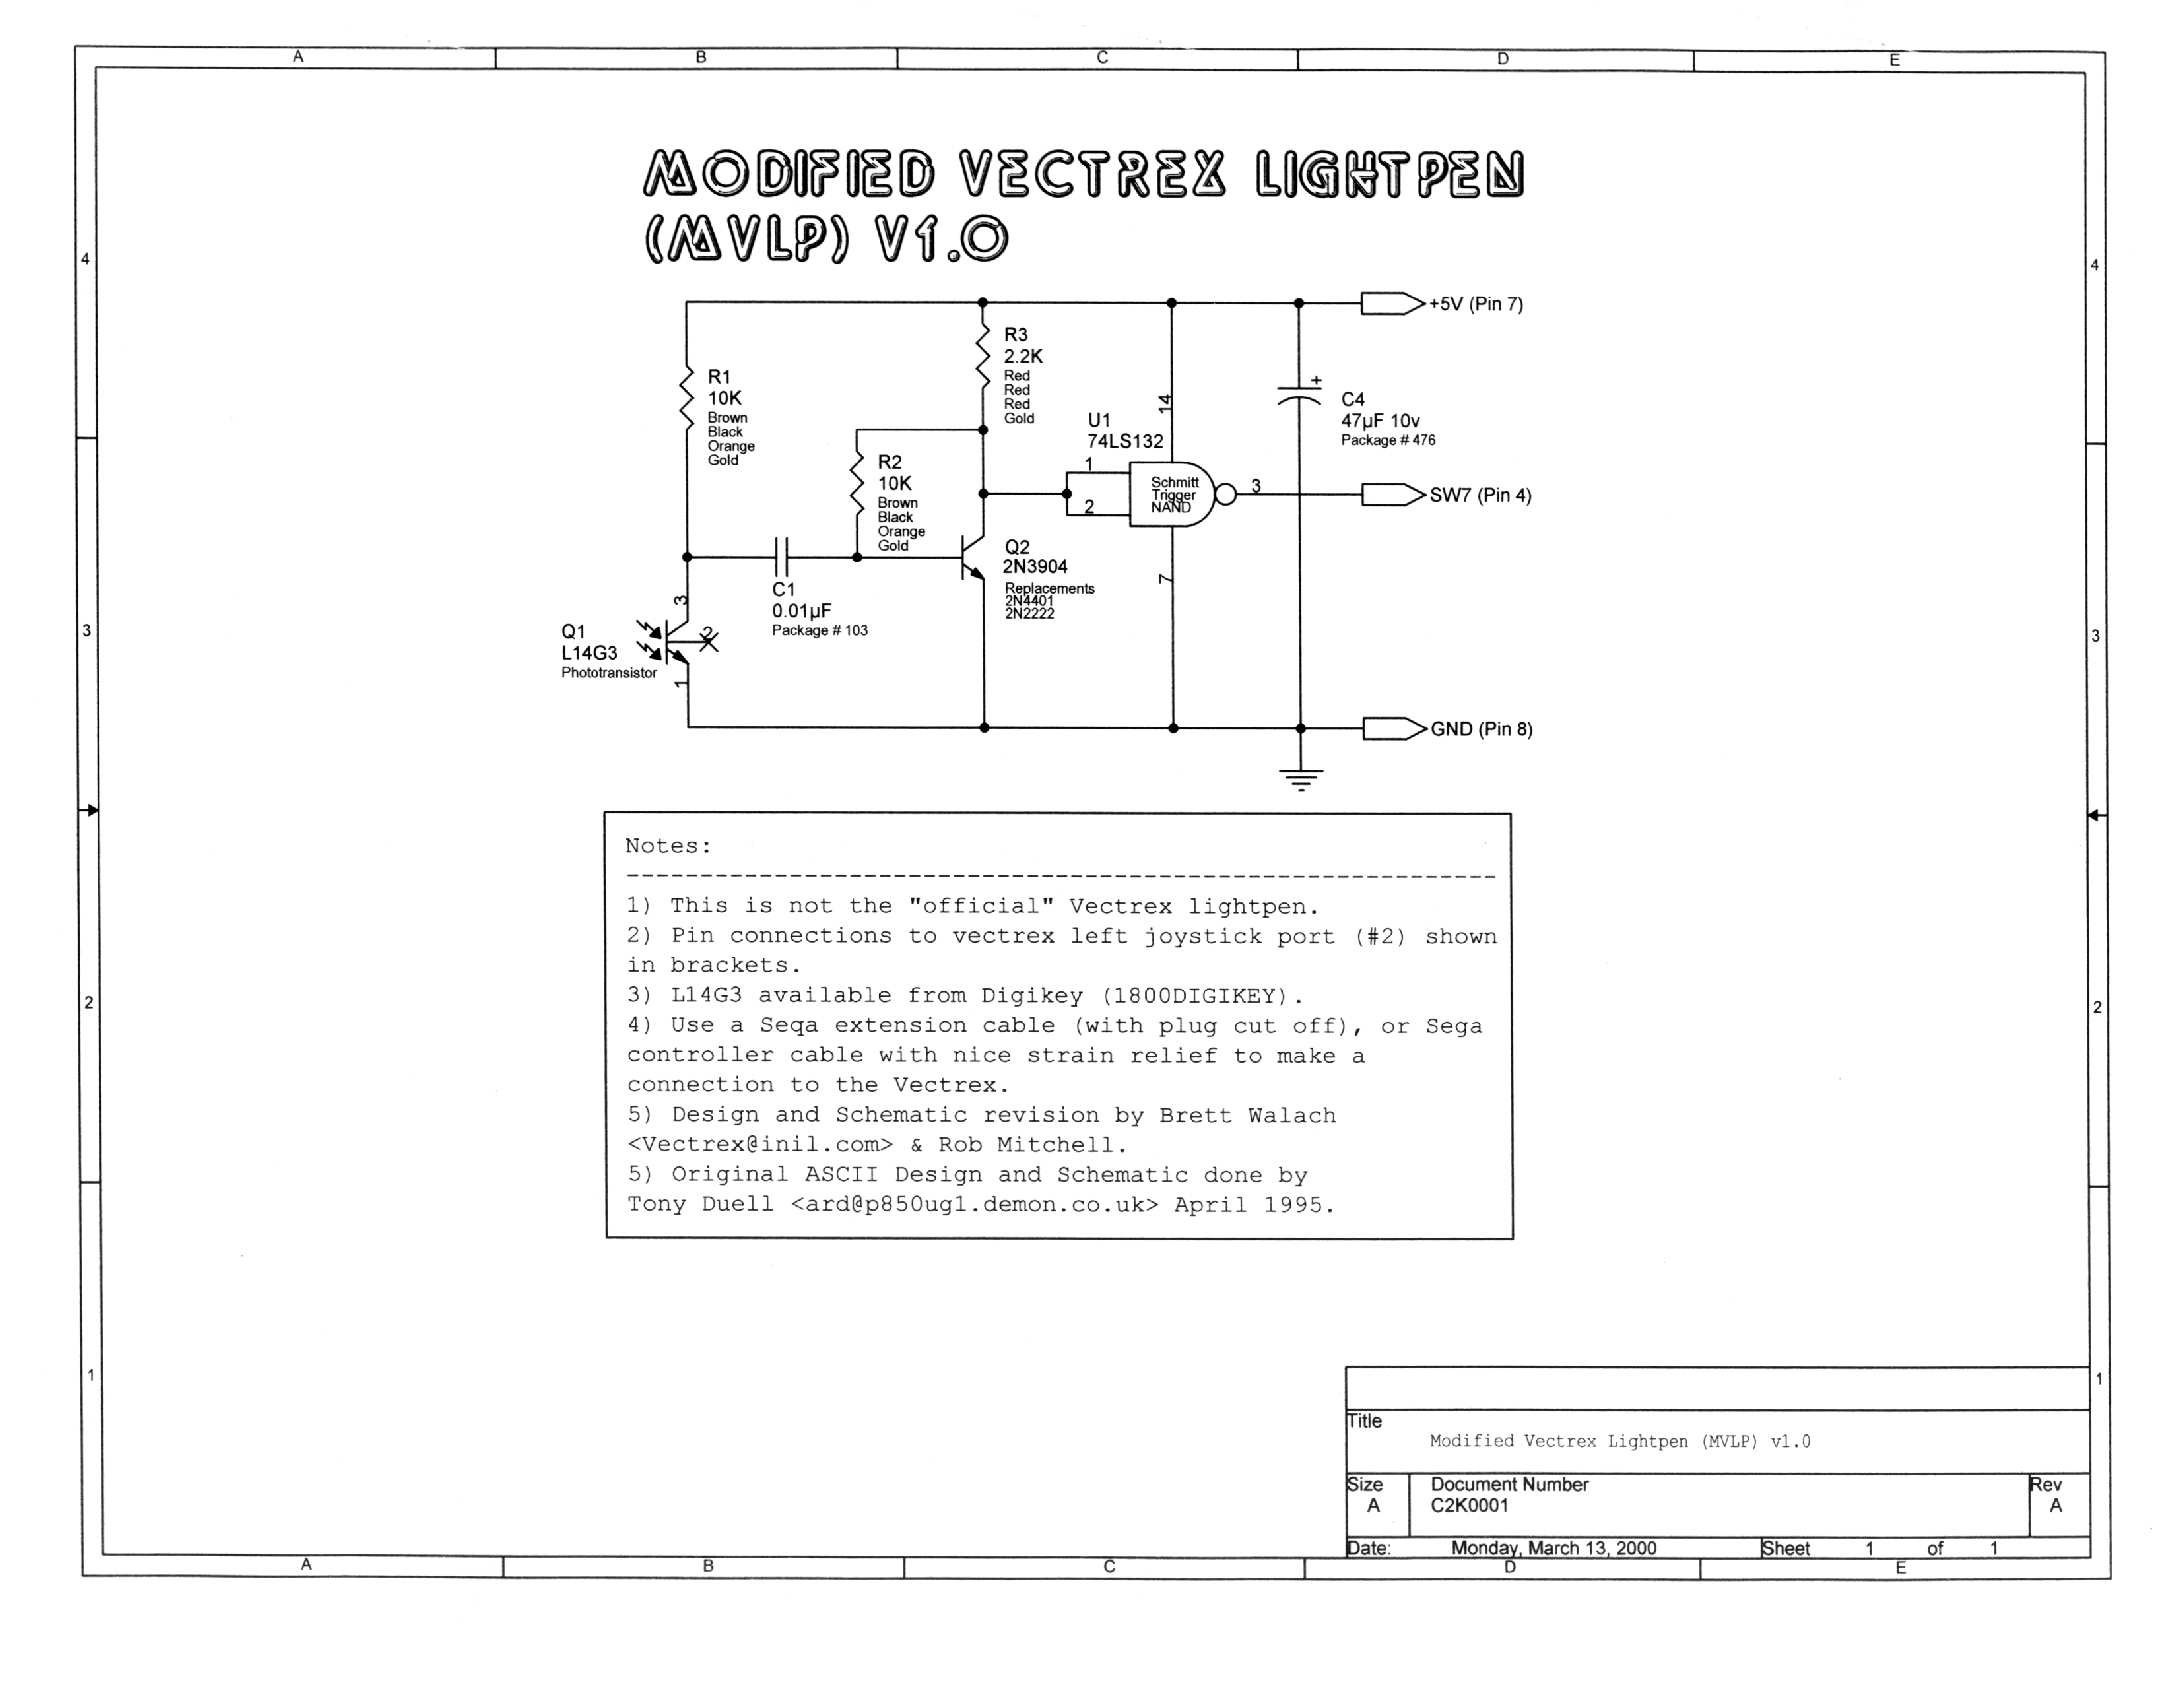 A B C D E
MODIFIED VECTREX LIGHTPEN
(MVLP) V1.0
4
4
+5V (Pin 7)
R3
2.2K
Red
Red
Red
Gold
R1
10K
Brown
Black
Orange
Gold
14
+
C4
47µF 10v
Package # 476
U1
74LS132
R2
10K
Brown
Black
Orange
Gold
1
2
Schmitt
Trigger
NAND
3
SW7 (Pin 4)
7
Q2
2N3904
Replacements
2N4401
2N2222
C1
0.01µF
Package # 103
3
2
1
Q1
L14G3
Phototransistor
3
3
GND (Pin 8)
Notes:
-----------------------------------------------------------
1) This is not the "official" Vectrex lightpen.
2) Pin connections to vectrex left joystick port (#2) shown
in brackets.
3) L14G3 available from Digikey (1800DIGIKEY).
4) Use a Seqa extension cable (with plug cut off), or Sega
controller cable with nice strain relief to make a
connection to the Vectrex.
5) Design and Schematic revision by Brett Walach
<Vectrex@inil.com> & Rob Mitchell.
5) Original ASCII Design and Schematic done by
Tony Duell <ard@p850ug1.demon.co.uk> April 1995.
2
2
1
1
Title
Modified Vectrex Lightpen (MVLP) v1.0
Size
A
Document Number
C2K0001
Rev
A
Date: Monday, March 13, 2000 Sheet 1 of 1
A B C D E